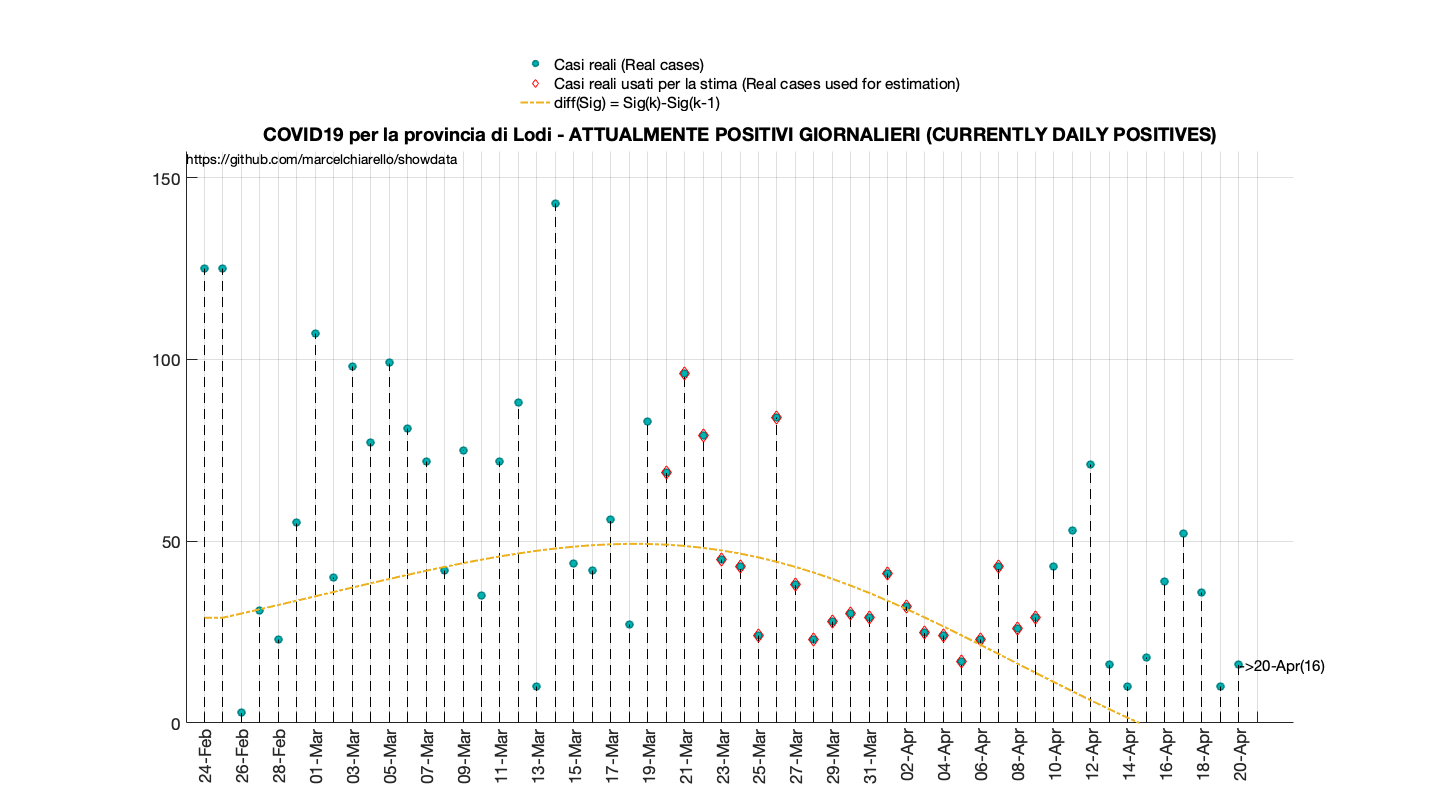 Casi reali (Real cases)
Casi reali usati per la stima (Real cases used for estimation)
diff(Sig) = Sig(k)-Sig(k-1)
COVID19 per la provincia di Lodi - ATTUALMENTE POSITIVI GIORNALIERI (CURRENTLY DAILY POSITIVES)
https://github.com/marcelchiarello/showdata
150
100
50
0
->20-Apr(16)
24-Feb
26-Feb
28-Feb
01-Mar
03-Mar
05-Mar
07-Mar
09-Mar
11-Mar
13-Mar
15-Mar
17-Mar
19-Mar
21-Mar
23-Mar
25-Mar
27-Mar
29-Mar
31-Mar
02-Apr
04-Apr
06-Apr
08-Apr
10-Apr
12-Apr
14-Apr
16-Apr
18-Apr
20-Apr